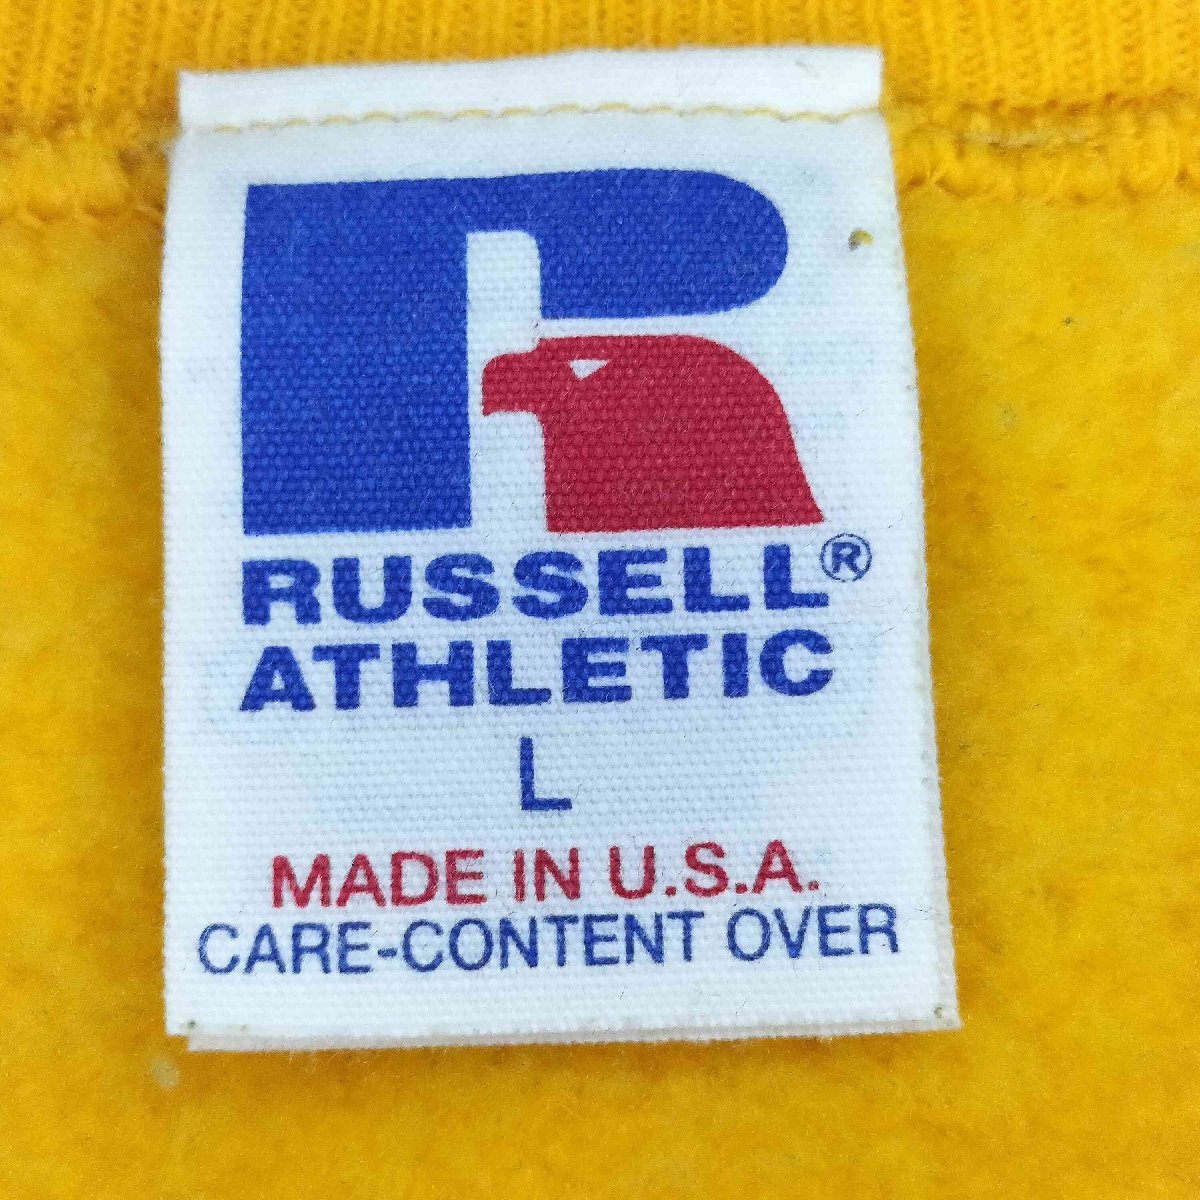 RUSSELL®
ATHLETIC
L
MADE IN U.S.A.
CARE-CONTENT OVER